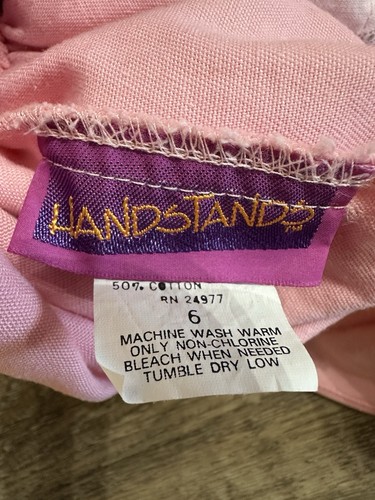 HANDSTANDS
50% COTTON
RN 24977
6
MACHINE WASH WARM
ONLY NON-CHLORINE
BLEACH WHEN NEEDED
TUMBLE DRY LOW